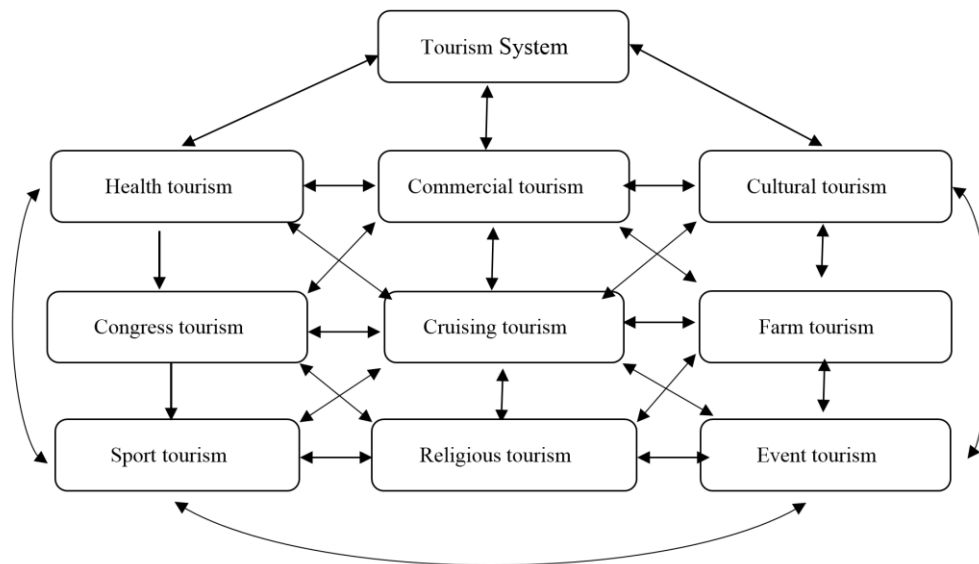 Tourism System
Health tourism
Commercial tourism
Cultural tourism
Congress tourism
Cruising tourism
Farm tourism
Sport tourism
Religious tourism
Event tourism